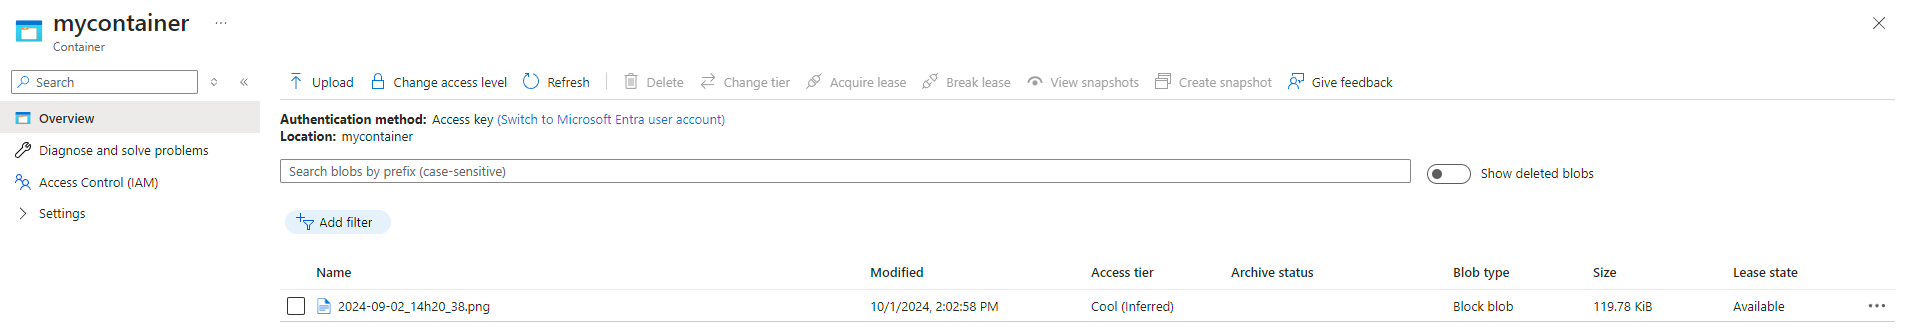 mycontainer ...
Container
Search
Overview
Diagnose and solve problems
Access Control (IAM)
Settings
Upload Change access level Refresh Delete Change tier Acquire lease Break lease View snapshots Create snapshot Give feedback
Authentication method: Access key (Switch to Microsoft Entra user account)
Location: mycontainer
Search blobs by prefix (case-sensitive) Show deleted blobs
Add filter
Name Modified Access tier Archive status Blob type Size Lease state
2024-09-02_14h20_38.png 10/1/2024, 2:02:58 PM Cool (Inferred) Block blob 119.78 KiB Available ...